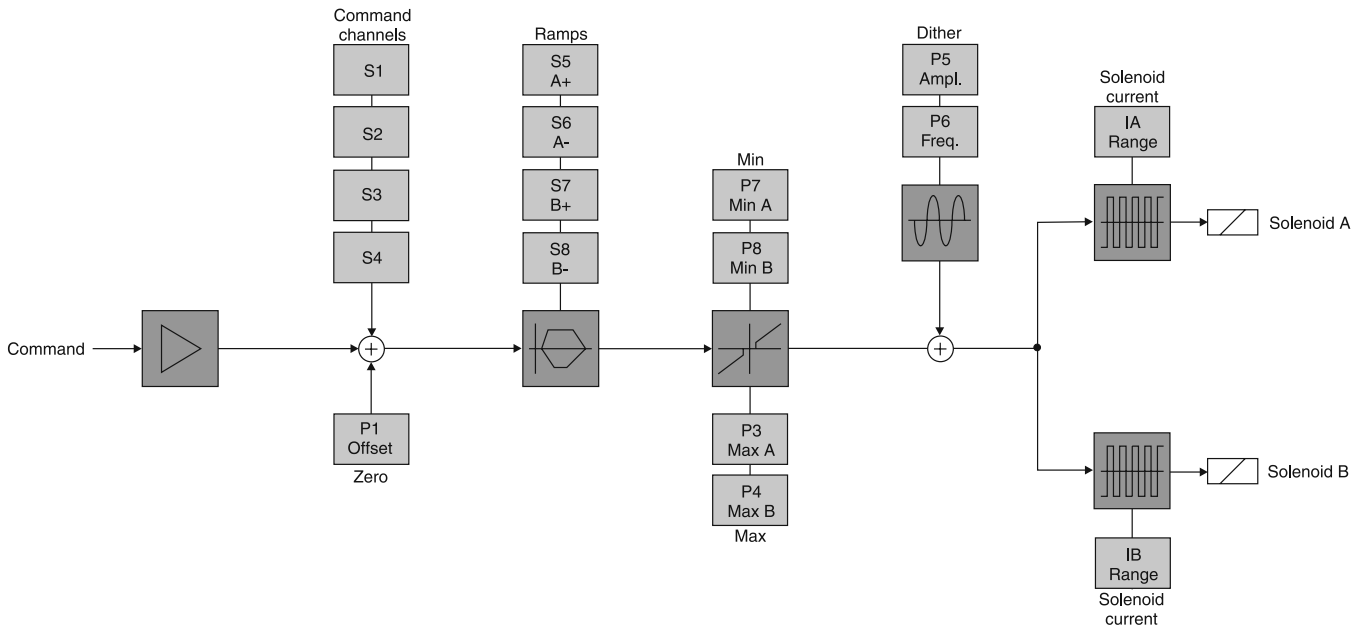 Command
channels
S1
S2
S3
S4
Ramps
S5
A+
S6
A-
S7
B+
S8
B-
Dither
P5
Ampl.
P6
Freq.
Solenoid
current
IA
Range
Min
P7
Min A
P8
Min B
Solenoid A
Command
P1
Offset
Zero
P3
Max A
P4
Max B
Max
Solenoid B
IB
Range
Solenoid
current